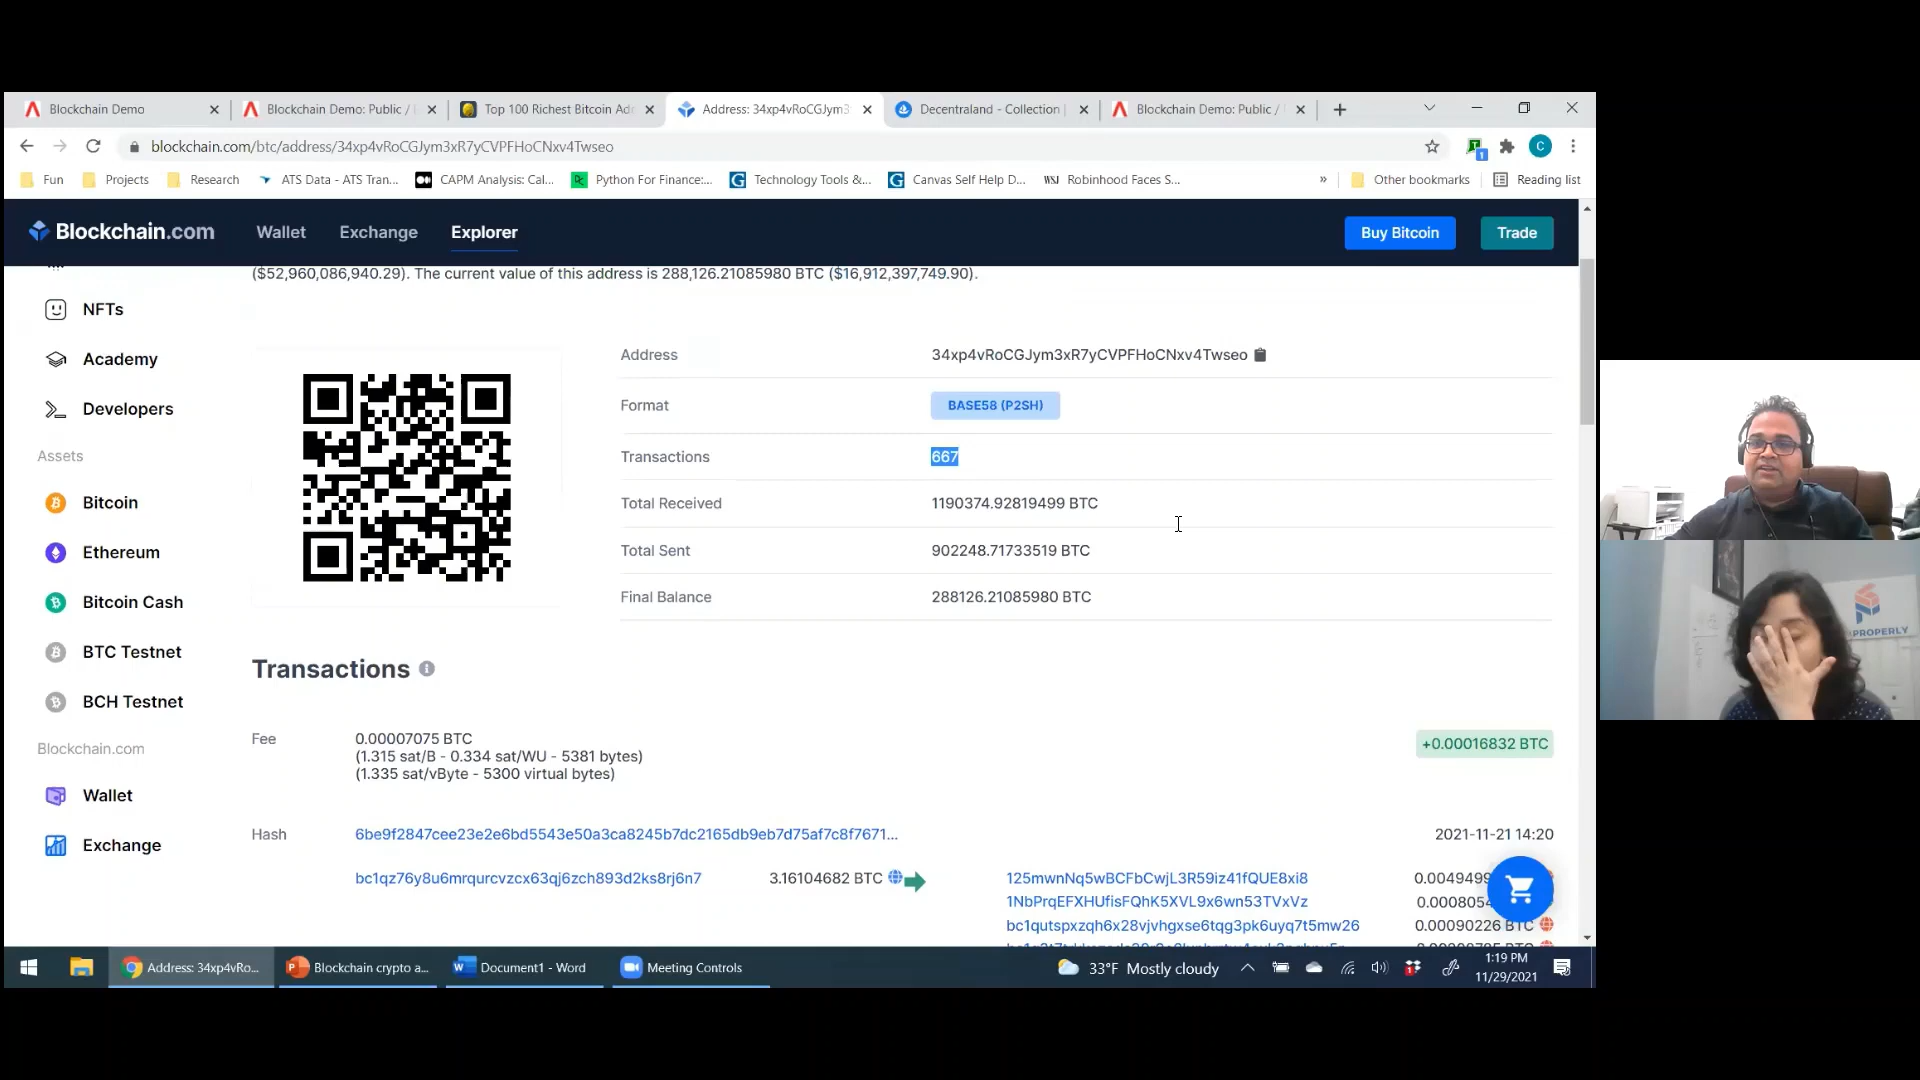 Blockchain Demo
Blockchain Demo: Public /
Top 100 Richest Bitcoin Ad
Address: 34xp4vRoCGJym3
Decentraland - Collection |
Blockchain Demo: Public /
blockchain.com/btc/address/34xp4vRoCGJym3xR7yCVPFHoCNxv4Twseo
Fun
Projects
Research
ATS Data - ATS Tran...
CAPM Analysis: Cal...
Python For Finance:...
Technology Tools &...
Canvas Self Help D...
WSJ Robinhood Faces S...
»
Other bookmarks
Reading list
Blockchain.com
Wallet
Exchange
Explorer
Buy Bitcoin
Trade
($52,960,086,940.29). The current value of this address is 288,126.21085980 BTC ($16,912,397,749.90).
NFTs
Academy
Developers
Assets
Bitcoin
Ethereum
Bitcoin Cash
BTC Testnet
BCH Testnet
Blockchain.com
Wallet
Exchange
Address 34xp4vRoCGJym3xR7yCVPFHoCNxv4Twseo
Format BASE58 (P2SH)
Transactions 667
Total Received 1190374.92819499 BTC
Total Sent 902248.71733519 BTC
Final Balance 288126.21085980 BTC
Transactions
Fee 0.00007075 BTC
(1.315 sat/B - 0.334 sat/WU - 5381 bytes)
(1.335 sat/vByte - 5300 virtual bytes)
+0.00016832 BTC
Hash 6be9f2847cee23e2e6bd5543e50a3ca8245b7dc2165db9eb7d75af7c8f7671... 2021-11-21 14:20
bc1qz76y8u6mrqurcvzcx63qj6zch893d2ks8rj6n7 3.16104682 BTC 125mwnNq5wBCFbCwjL3R59iz41fQUE8xi8 0.0049499
1NbPrqEFXHUfisFQhK5XVL9x6wn53TVxVz 0.000805
bc1qutspxzqh6x28vjvhgxse6tqg3pk6uyq7t5mw26 0.00090226 BTC
PROPERLY
Address: 34xp4vRo...
Blockchain crypto a...
Document1 - Word
Meeting Controls
33°F Mostly cloudy
1:19 PM
11/29/2021